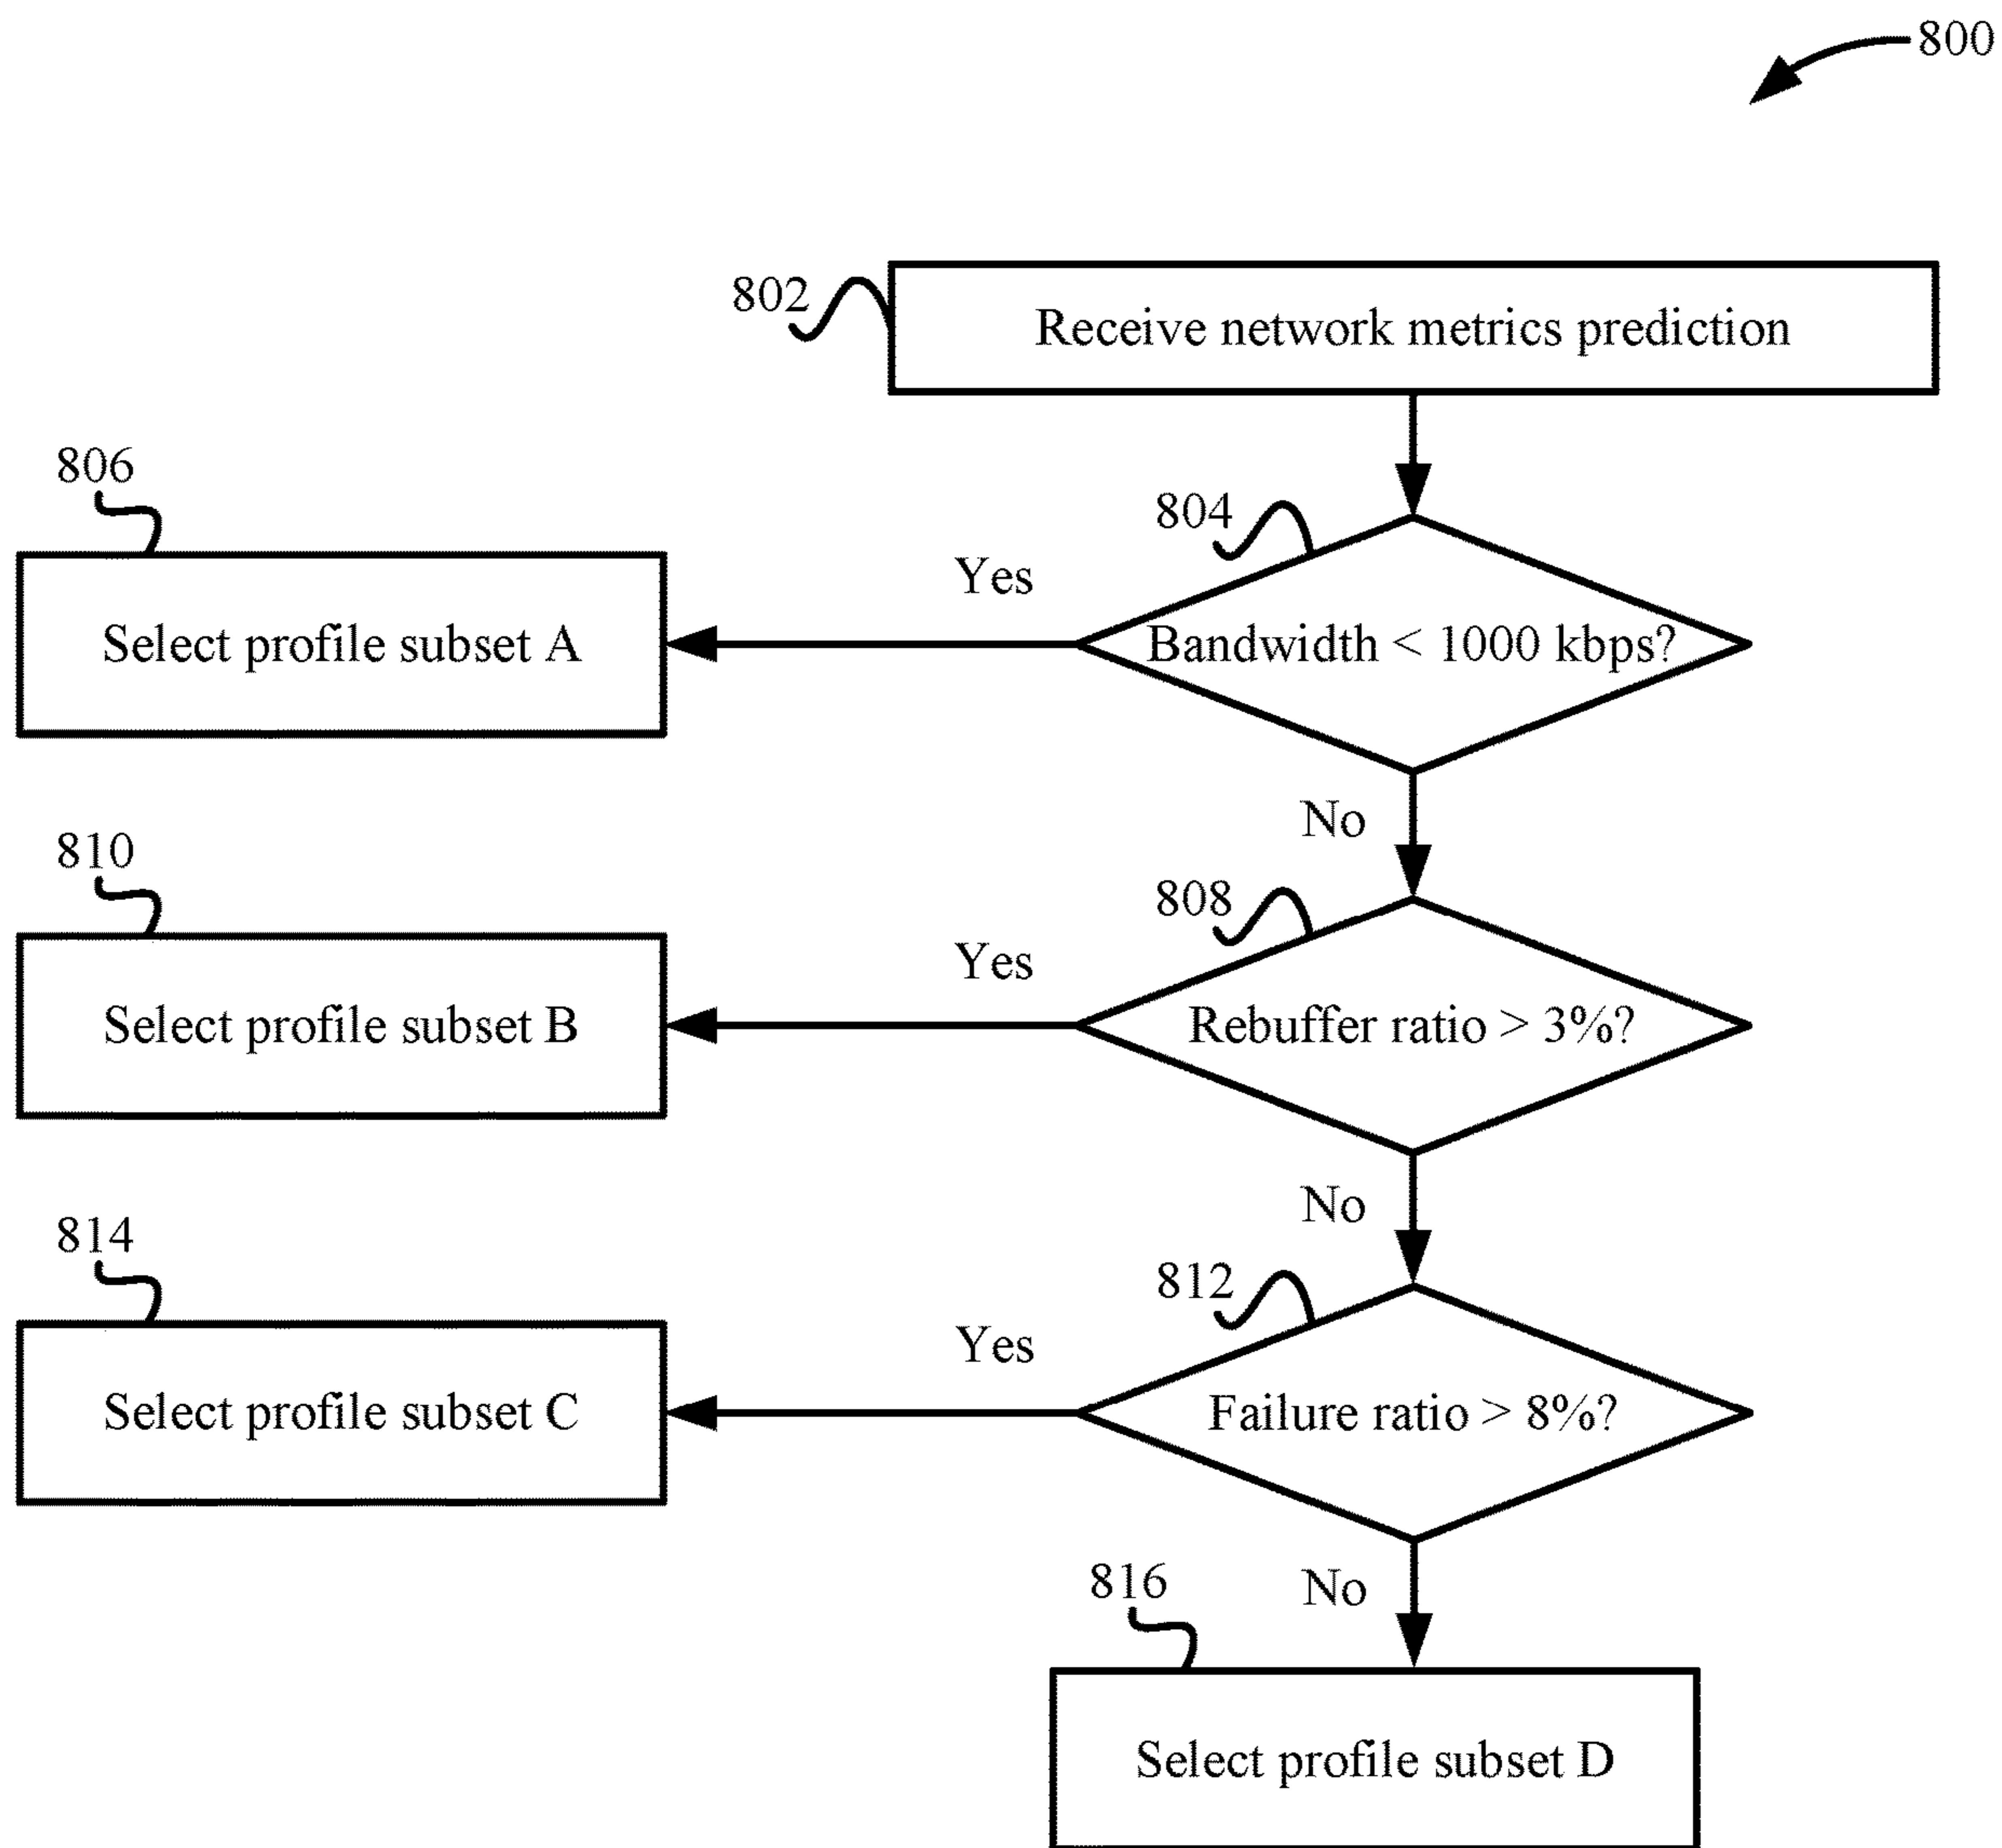 800
802
Receive network metrics prediction
806
804
Yes
Select profile subset A
Bandwidth < 1000 kbps?
No
810
808
Yes
Select profile subset B
Rebuffer ratio > 3%?
No
814
812
Yes
Select profile subset C
Failure ratio > 8%?
816
No
Select profile subset D